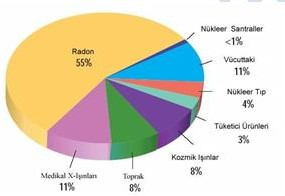 Nükleer Santraller
<1%
Radon
55%
Vücuttaki
11%
Nükleer Tıp
4%
Tüketici Ürünleri
3%
Kozmik Işınlar
8%
Toprak
8%
Medikal X-Işınları
11%